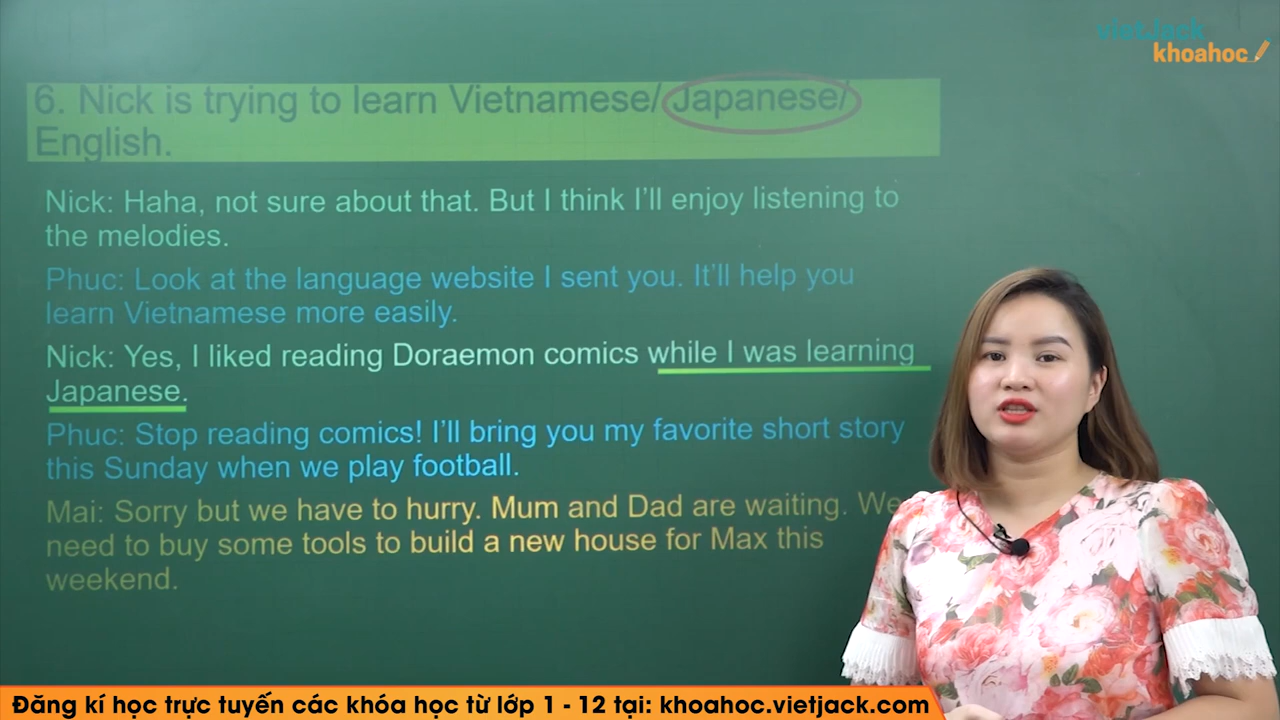 vietJack
khoahoc
6. Nick is trying to learn Vietnamese/ Japanese/
English.
Nick: Haha, not sure about that. But I think I'll enjoy listening to
the melodies.
Phuc: Look at the language website I sent you. It'll help you
learn Vietnamese more easily.
Nick: Yes, I liked reading Doraemon comics while I was learning
Japanese.
Phuc: Stop reading comics! I'll bring you my favorite short story
this Sunday when we play football.
Mai: Sorry but we have to hurry. Mum and Dad are waiting. We
need to buy some tools to build a new house for Max this
weekend.
Đăng kí học trực tuyến các khóa học từ lớp 1 - 12 tại: khoahoc.vietjack.com